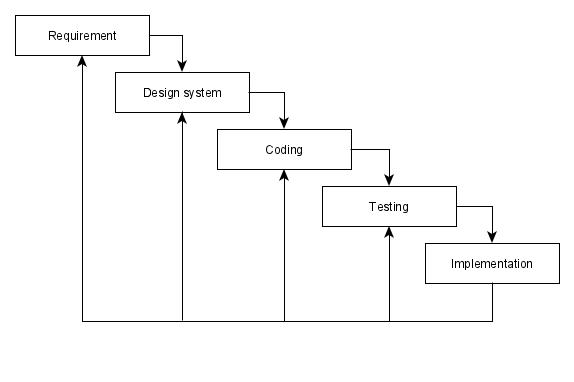 Requirement
Design system
Coding
Testing
Implementation